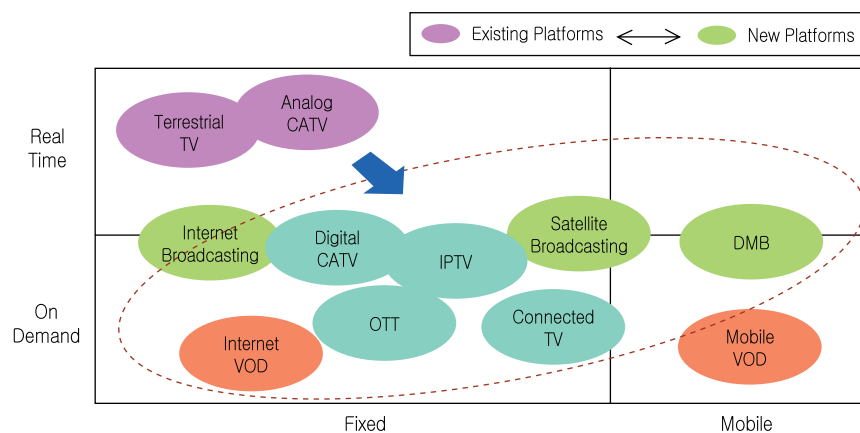 Existing Platforms
New Platforms
Real
Time
Terrestrial
TV
Analog
CATV
Internet
Broadcasting
Digital
CATV
IPTV
Satellite
Broadcasting
DMB
On
Demand
Internet
VOD
OTT
Connected
TV
Mobile
VOD
Fixed
Mobile